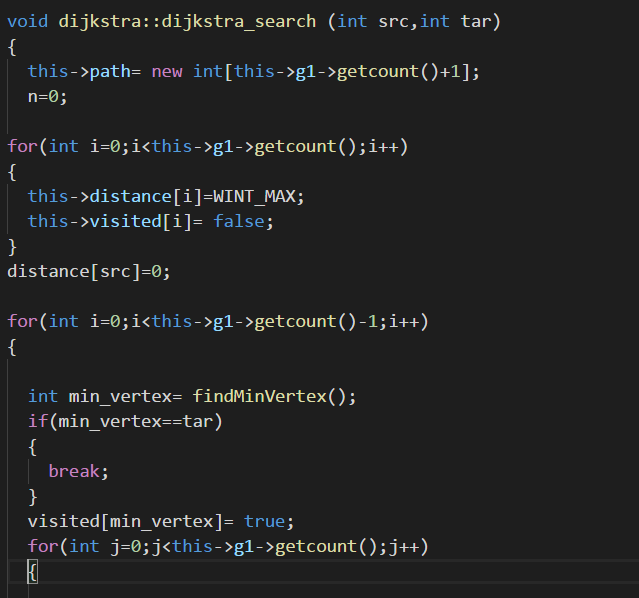 void dijkstra::dijkstra_search (int src,int tar)
{
  this->path= new int[this->g1->getcount()+1];
  n=0;

for(int i=0;i<this->g1->getcount();i++)
{
  this->distance[i]=WINT_MAX;
  this->visited[i]= false;
}
distance[src]=0;

for(int i=0;i<this->g1->getcount()-1;i++)
{

  int min_vertex= findMinVertex();
  if(min_vertex==tar)
  {
    break;
  }
  visited[min_vertex]= true;
  for(int j=0;j<this->g1->getcount();j++)
  {